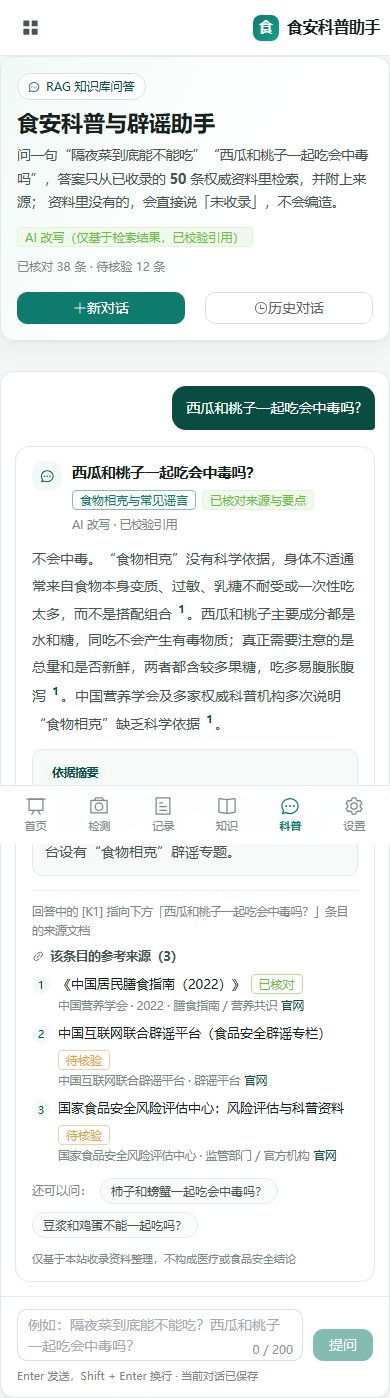 食 食安科普助手
RAG 知识库问答
食安科普与辟谣助手
问一句“隔夜菜到底能不能吃”“西瓜和桃子一起吃会中毒
吗”，答案只从已收录的 50 条权威资料里检索，并附上来
源； 资料里没有的，会直接说「未收录」，不会编造。
AI 改写（仅基于检索结果，已校验引用）
已核对 38 条 · 待核验 12 条
＋新对话 历史对话
西瓜和桃子一起吃会中毒吗？
西瓜和桃子一起吃会中毒吗？
食物相克与常见谣言 已核对来源与要点
AI 改写 · 已校验引用
不会中毒。“食物相克”没有科学依据，身体不适通
常来自食物本身变质、过敏、乳糖不耐受或一次性吃
太多，而不是搭配组合 1。西瓜和桃子主要成分都是
水和糖，同吃不会产生有毒物质；真正需要注意的是
总量和是否新鲜，两者都含较多果糖，吃多易腹胀腹
泻 1。中国营养学会及多家权威科普机构多次说明
“食物相克”缺乏科学依据 1。
依据摘要
首页 检测 记录 知识 科普 设置
台设有“食物相克”辟谣专题。
回答中的 [K1] 指向下方「西瓜和桃子一起吃会中毒吗？」条目
的来源文档
该条目的参考来源（3）
1 《中国居民膳食指南（2022）》 已核对
中国营养学会 · 2022 · 膳食指南 / 营养共识 官网
2 中国互联网联合辟谣平台（食品安全辟谣专栏）
待核验
中国互联网联合辟谣平台 · 辟谣平台 官网
3 国家食品安全风险评估中心：风险评估与科普资料
待核验
国家食品安全风险评估中心 · 监管部门 / 官方机构 官网
还可以问： 柿子和螃蟹一起吃会中毒吗？
豆浆和鸡蛋不能一起吃吗？
仅基于本站收录资料整理，不构成医疗或食品安全结论
例如：隔夜菜到底能不能吃？西瓜和桃子
一起吃会中毒吗？
0 / 200 提问
Enter 发送，Shift + Enter 换行 · 当前对话已保存